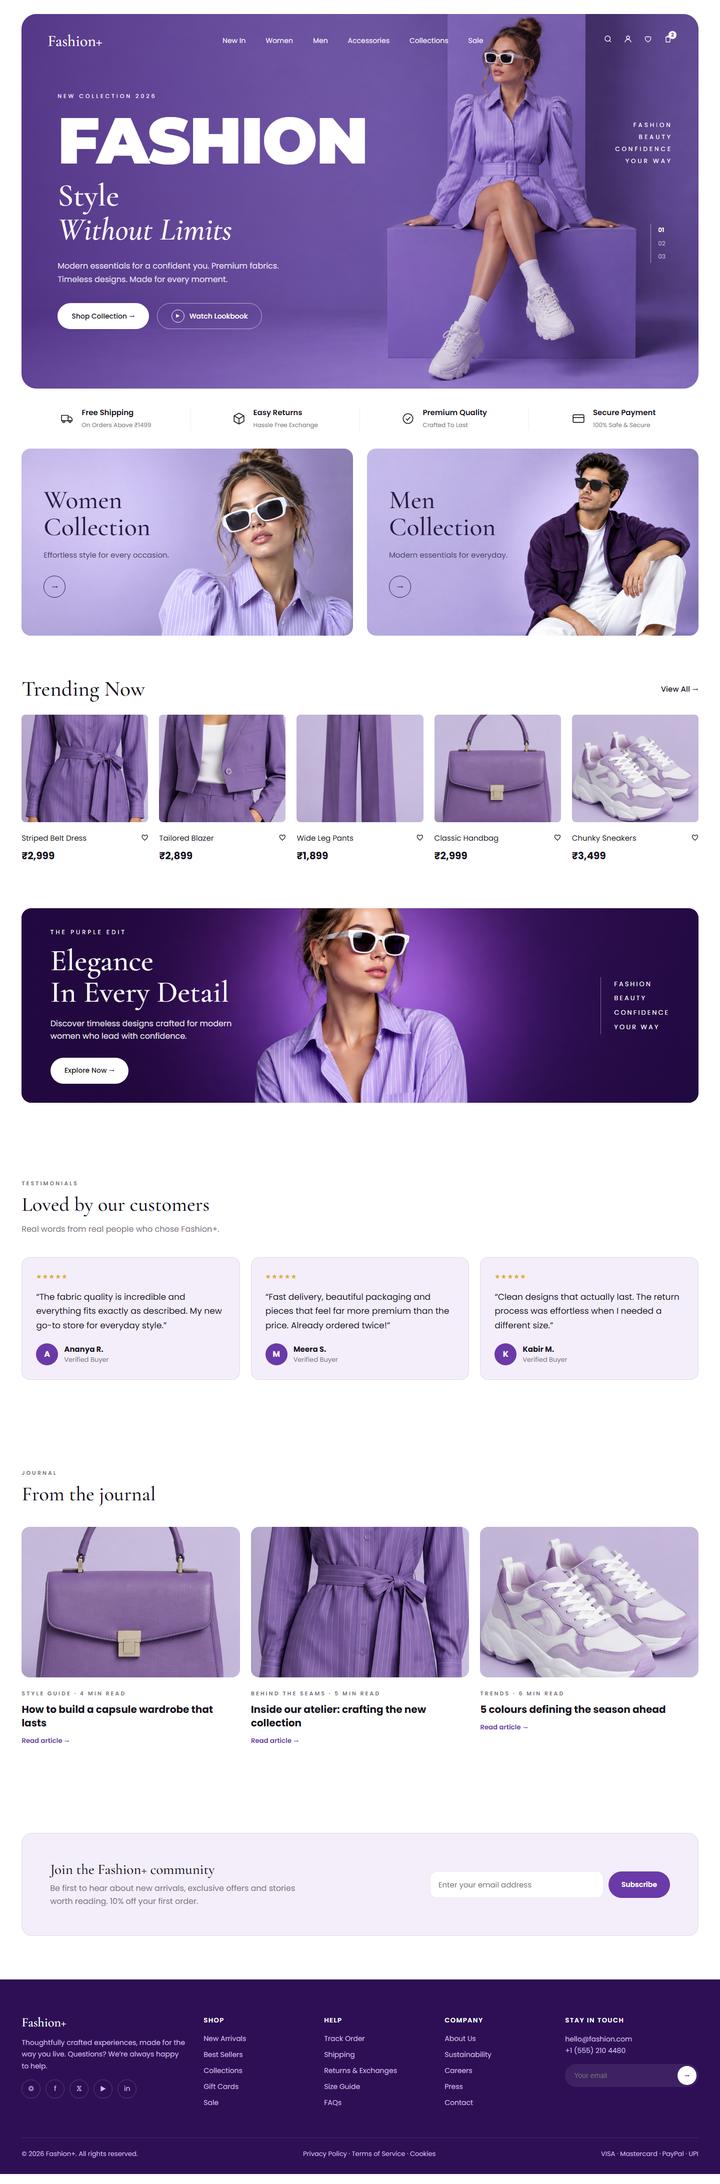 Fashion+
New In
Women
Men
Accessories
Collections
Sale
2
NEW COLLECTION 2026
FASHION
Style
Without Limits
Modern essentials for a confident you. Premium fabrics.
Timeless designs. Made for every moment.
Shop Collection →
Watch Lookbook
FASHION
BEAUTY
CONFIDENCE
YOUR WAY
01
02
03
Free Shipping
On Orders Above ₹1499
Easy Returns
Hassle Free Exchange
Premium Quality
Crafted To Last
Secure Payment
100% Safe & Secure
Women
Collection
Effortless style for every occasion.
→
Men
Collection
Modern essentials for everyday.
→
Trending Now
View All →
Striped Belt Dress
₹2,999
Tailored Blazer
₹2,899
Wide Leg Pants
₹1,899
Classic Handbag
₹2,999
Chunky Sneakers
₹3,499
THE PURPLE EDIT
Elegance
In Every Detail
Discover timeless designs crafted for modern
women who lead with confidence.
Explore Now →
FASHION
BEAUTY
CONFIDENCE
YOUR WAY
TESTIMONIALS
Loved by our customers
Real words from real people who chose Fashion+.
★★★★★
“The fabric quality is incredible and
everything fits exactly as described. My new
go-to store for everyday style.”
A
Ananya R.
Verified Buyer
★★★★★
“Fast delivery, beautiful packaging and
pieces that feel far more premium than the
price. Already ordered twice!”
M
Meera S.
Verified Buyer
★★★★★
“Clean designs that actually last. The return
process was effortless when I needed a
different size.”
K
Kabir M.
Verified Buyer
JOURNAL
From the journal
STYLE GUIDE · 4 MIN READ
How to build a capsule wardrobe that
lasts
Read article →
BEHIND THE SEAMS · 5 MIN READ
Inside our atelier: crafting the new
collection
Read article →
TRENDS · 6 MIN READ
5 colours defining the season ahead
Read article →
Join the Fashion+ community
Be first to hear about new arrivals, exclusive offers and stories
worth reading. 10% off your first order.
Enter your email address
Subscribe
Fashion+
Thoughtfully crafted experiences, made for the
way you live. Questions? We're always happy
to help.
f
𝕏
▶
in
SHOP
New Arrivals
Best Sellers
Collections
Gift Cards
Sale
HELP
Track Order
Shipping
Returns & Exchanges
Size Guide
FAQs
COMPANY
About Us
Sustainability
Careers
Press
Contact
STAY IN TOUCH
hello@fashion.com
+1 (555) 210 4480
Your email
→
© 2026 Fashion+. All rights reserved.
Privacy Policy · Terms of Service · Cookies
VISA · Mastercard · PayPal · UPI